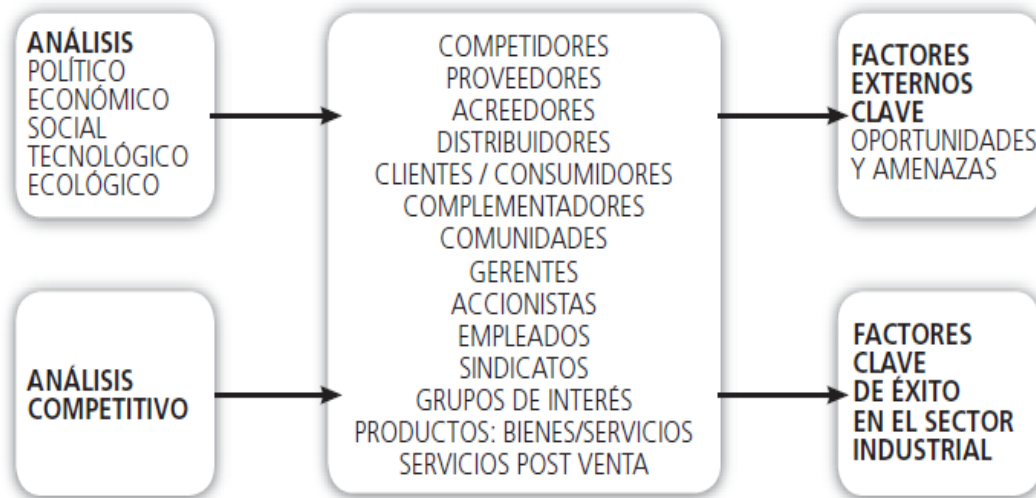 ANÁLISIS
POLÍTICO
ECONÓMICO
SOCIAL
TECNOLÓGICO
ECOLÓGICO
ANÁLISIS
COMPETITIVO
COMPETIDORES
PROVEEDORES
ACREEDORES
DISTRIBUIDORES
CLIENTES / CONSUMIDORES
COMPLEMENTADORES
COMUNIDADES
GERENTES
ACCIONISTAS
EMPLEADOS
SINDICATOS
GRUPOS DE INTERÉS
PRODUCTOS: BIENES/SERVICIOS
SERVICIOS POST VENTA
FACTORES
EXTERNOS
CLAVE
OPORTUNIDADES
Y AMENAZAS
FACTORES
CLAVE
DE ÉXITO
EN EL SECTOR
INDUSTRIAL